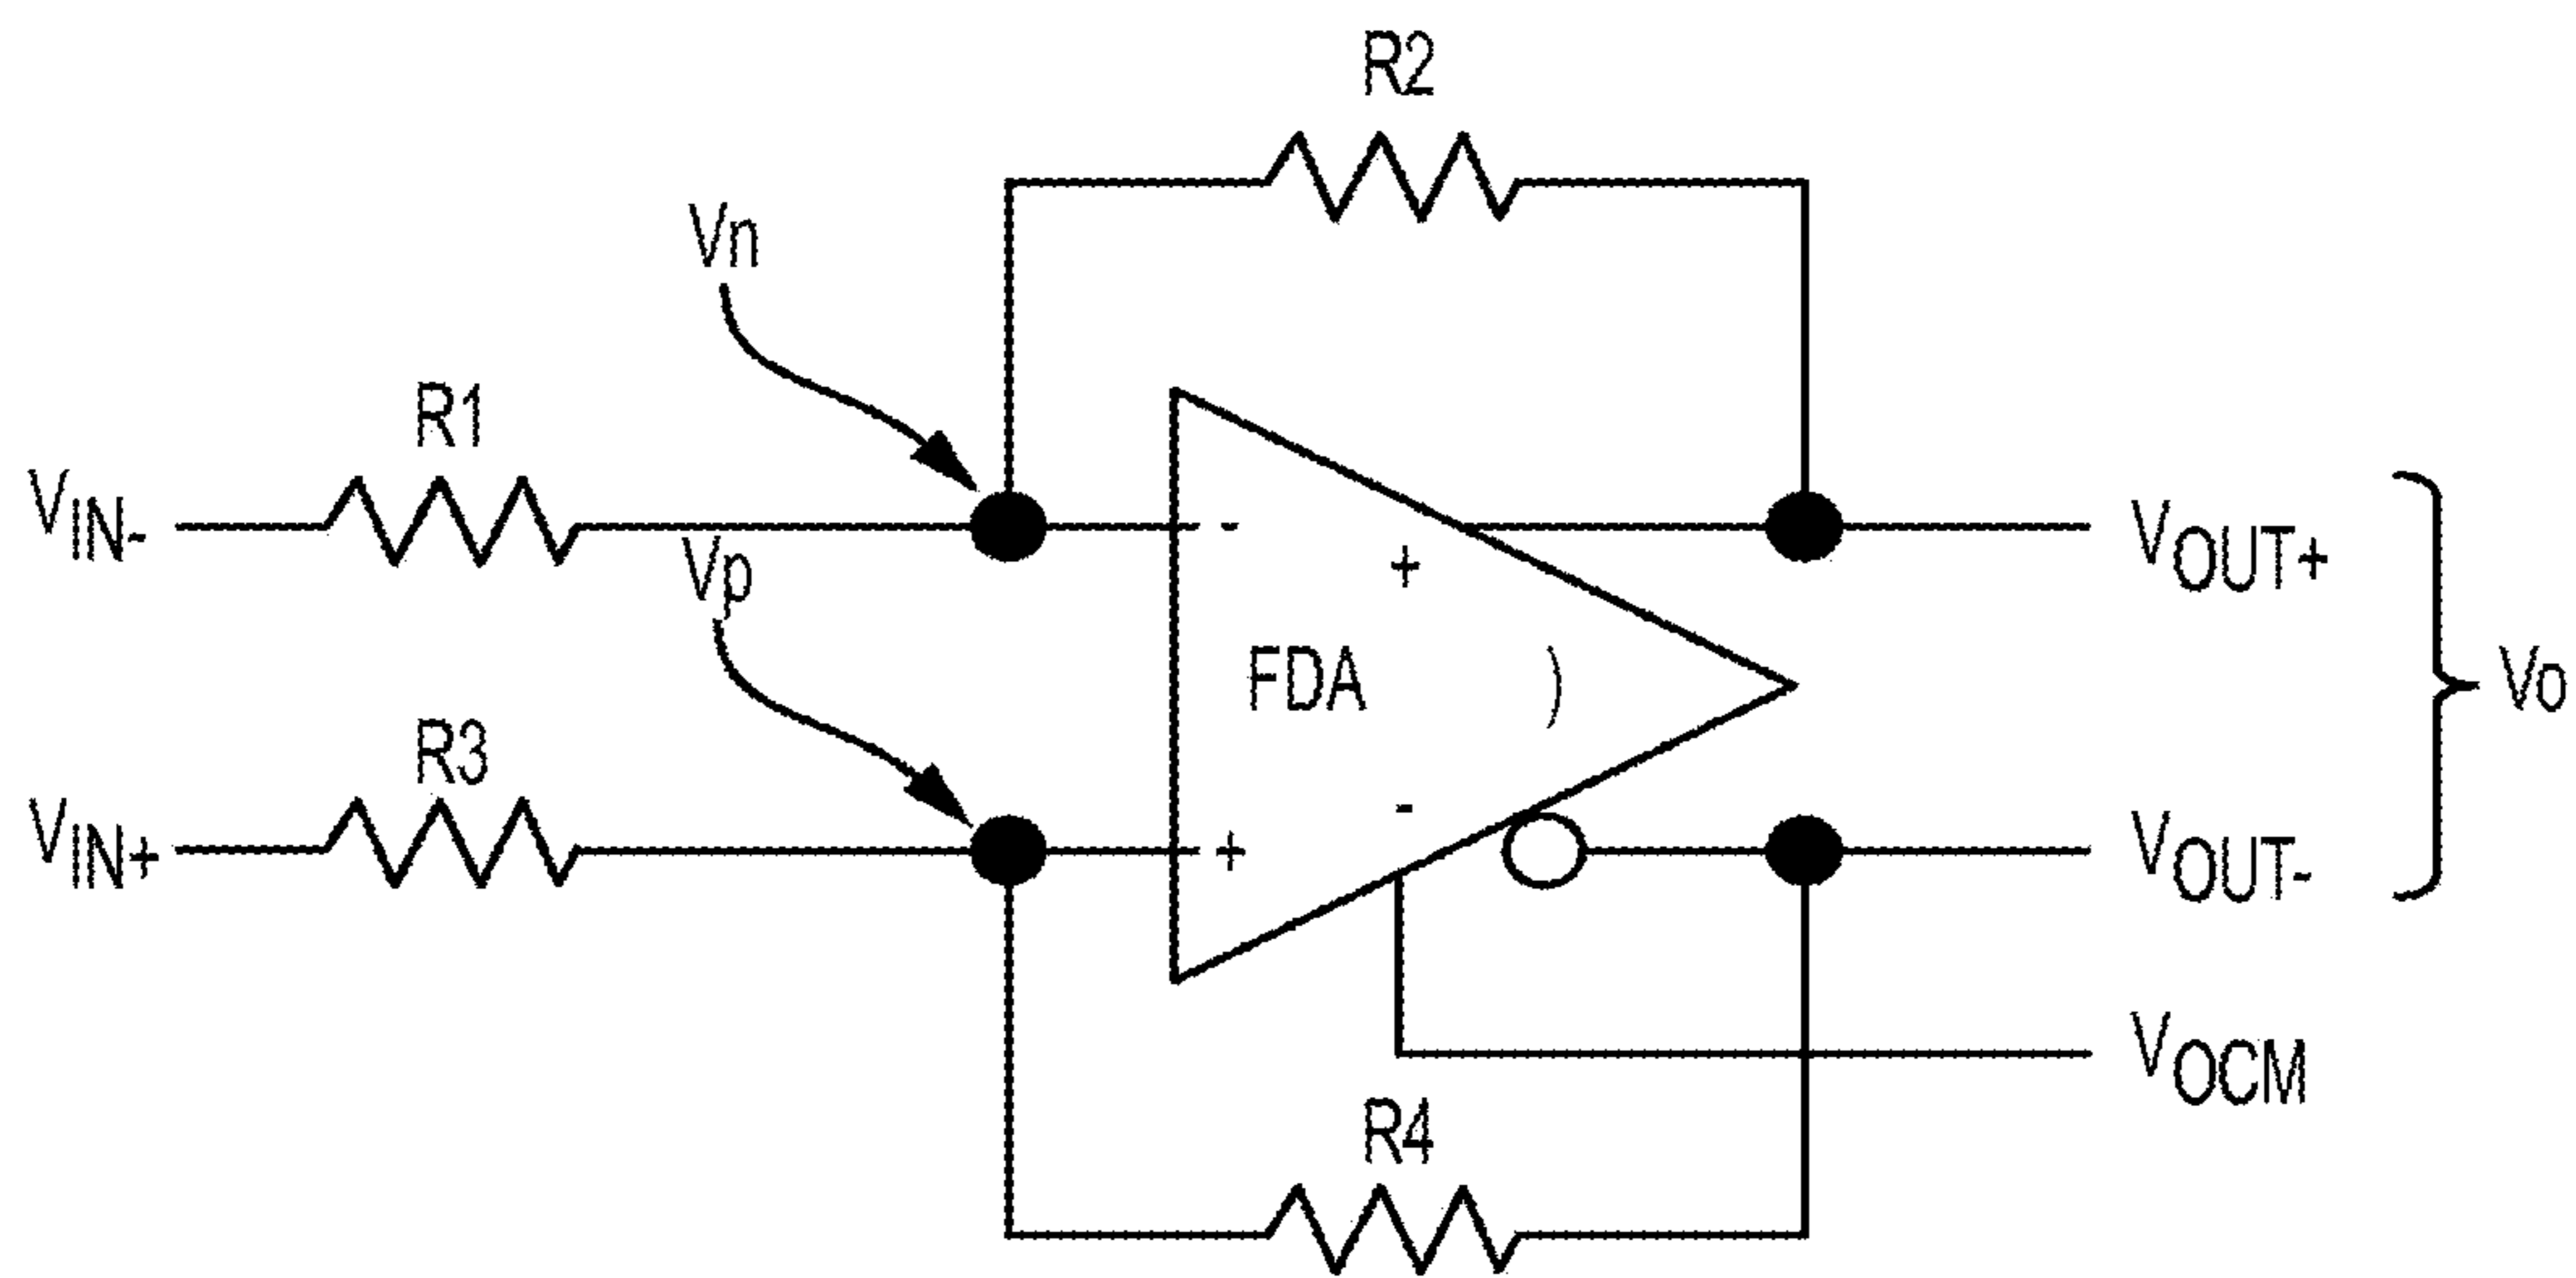 R2
Vn
R1
VIN-
-
Vp
+
VOUT+
FDA )
Vo
R3
VIN+
+
-
VOUT-
VOCM
R4